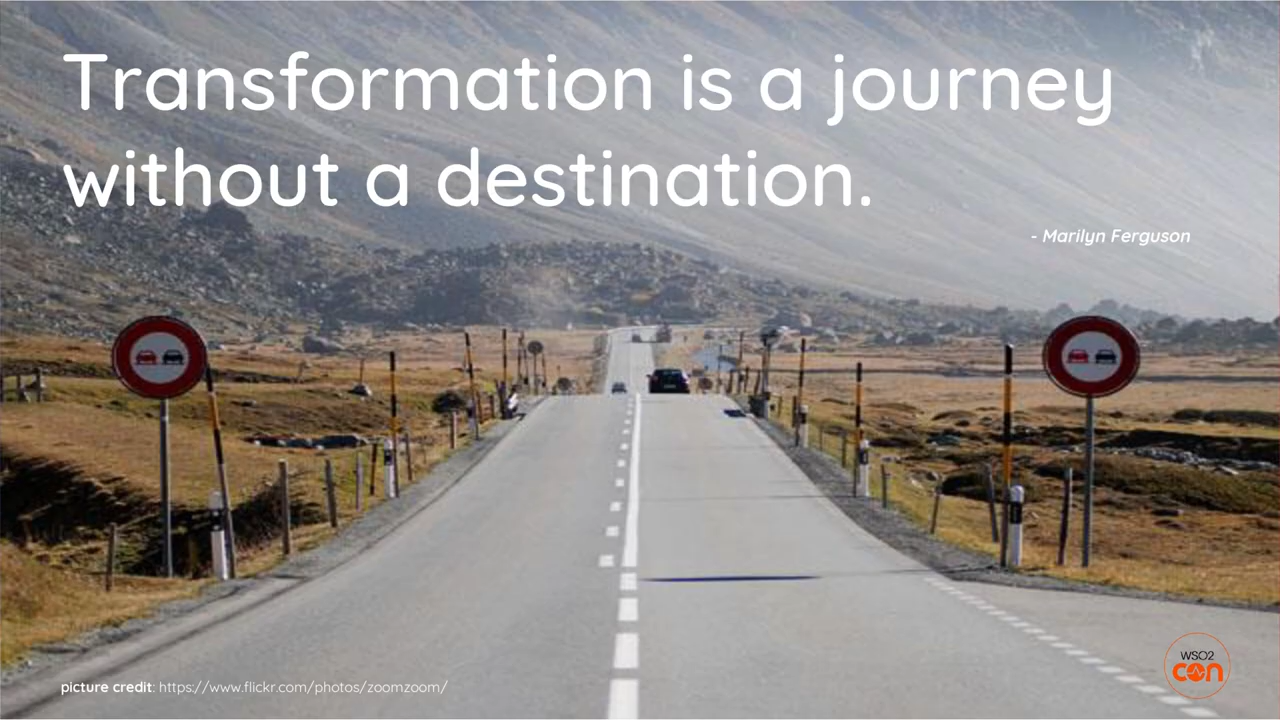 Transformation is a journey
without a destination.
- Marilyn Ferguson
picture credit: https://www.flickr.com/photos/zoomzoom/
WSO2
con